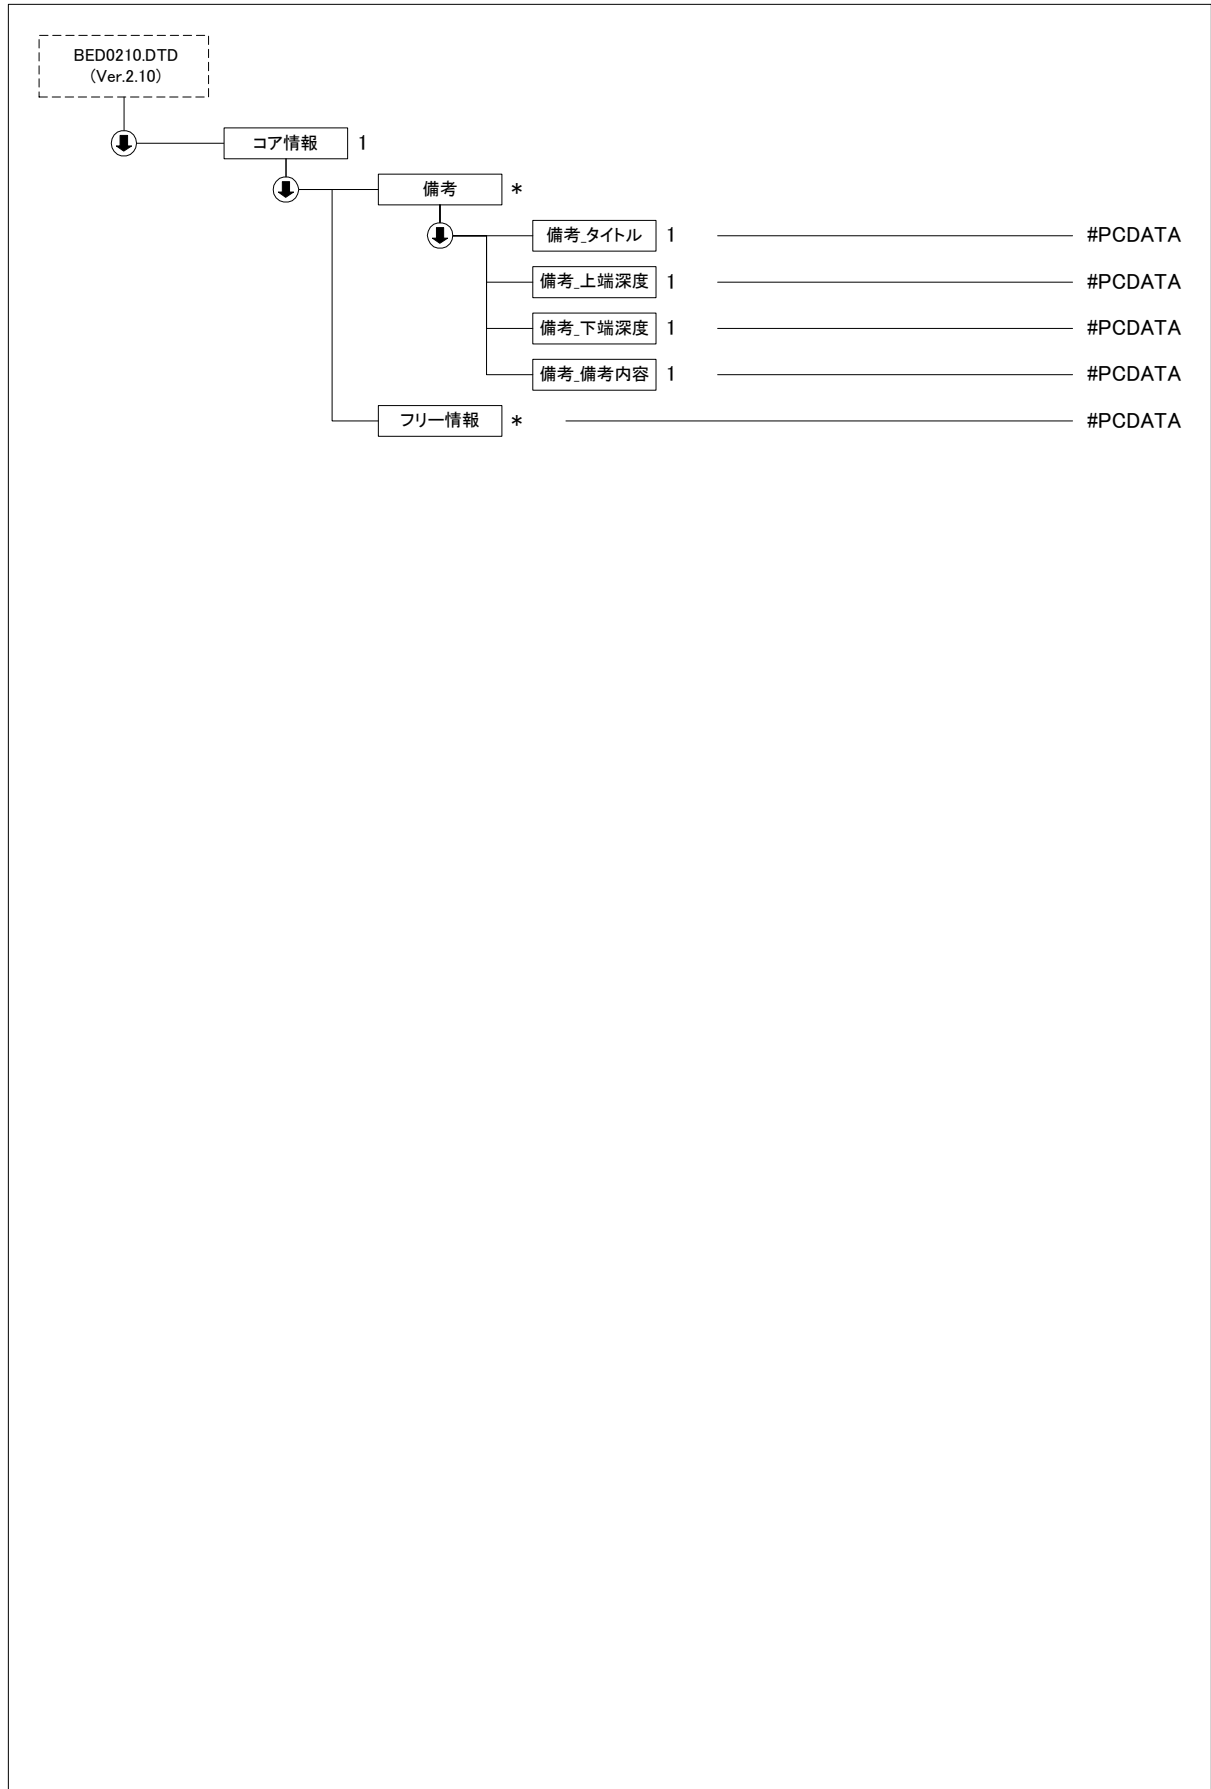 BED0210.DTD
(Ver.2.10)
コア情報 1
備考 *
備考_タイトル 1 #PCDATA
備考_上端深度 1 #PCDATA
備考_下端深度 1 #PCDATA
備考_備考内容 1 #PCDATA
フリー情報 * #PCDATA